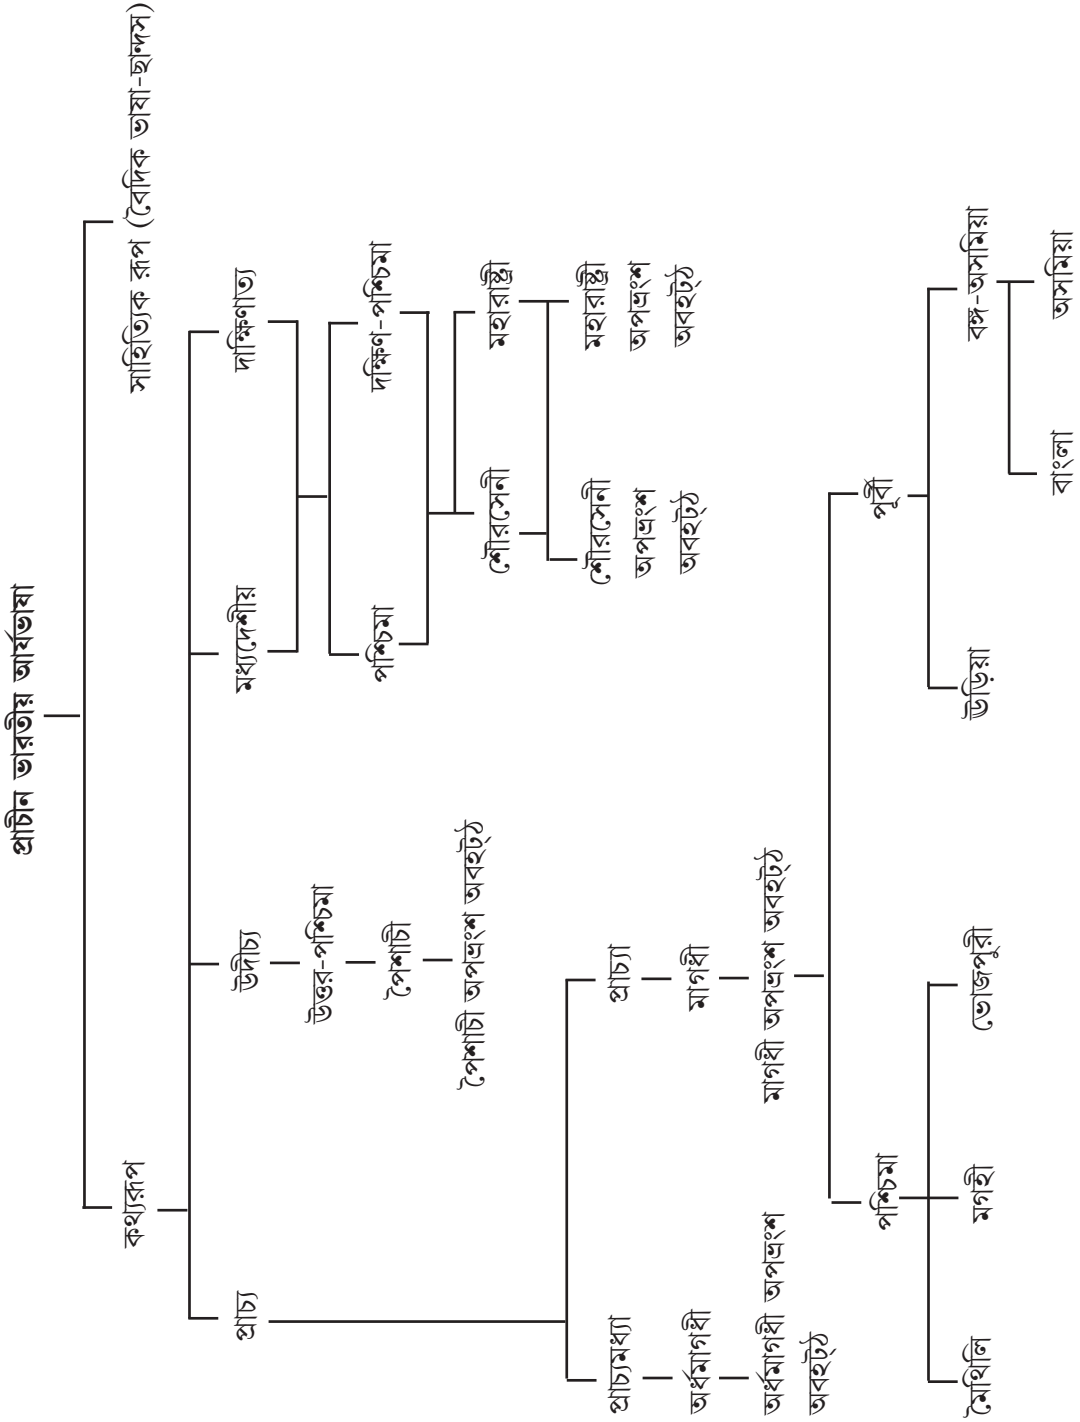 প্রাচীন ভারতীয় আর্যভাষা
কথ্যরূপ
সাহিত্যিক রূপ (বৈদিক ভাষা-ছান্দস)
প্রাচ্য
উদীচ্য
মধ্যদেশীয়
দাক্ষিণাত্য
উত্তর-পশ্চিমা
পশ্চিমা
দক্ষিণ-পশ্চিমা
পৈশাচী
শৌরসেনী
মহারাষ্ট্রী
পৈশাচী অপভ্রংশ অবহট্‌ঠ
শৌরসেনী
অপভ্রংশ
অবহট্‌ঠ
মহারাষ্ট্রী
অপভ্রংশ
অবহট্‌ঠ
প্রাচ্যমধ্যা
প্রাচ্যা
অর্ধমাগধী
মাগধী
অর্ধমাগধী অপভ্রংশ
অবহট্‌ঠ
মাগধী অপভ্রংশ অবহট্‌ঠ
পশ্চিমা
পূর্বী
মৈথিলি
মগহী
ভোজপুরী
উড়িয়া
বঙ্গ-অসমিয়া
বাংলা
অসমিয়া